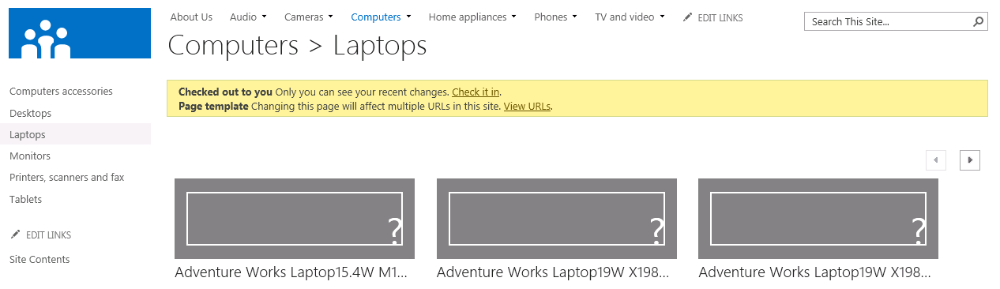 About Us Audio Cameras Computers Home appliances Phones TV and video EDIT LINKS
Search This Site...
Computers > Laptops
Checked out to you Only you can see your recent changes. Check it in.
Page template Changing this page will affect multiple URLs in this site. View URLs.
Computers accessories
Desktops
Laptops
Monitors
Printers, scanners and fax
Tablets
EDIT LINKS
Site Contents
? ? ?
Adventure Works Laptop15.4W M1... Adventure Works Laptop19W X198... Adventure Works Laptop19W X198...